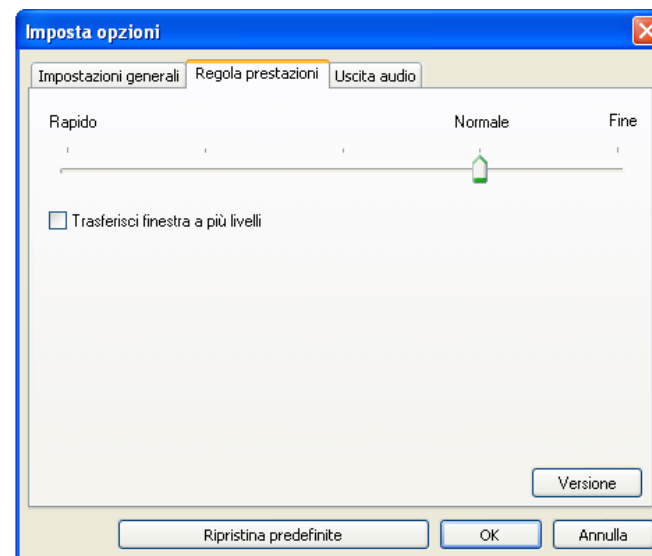 Imposta opzioni
Impostazioni generali Regola prestazioni Uscita audio
Rapido Normale Fine
Trasferisci finestra a più livelli
Versione
Ripristina predefinite OK Annulla